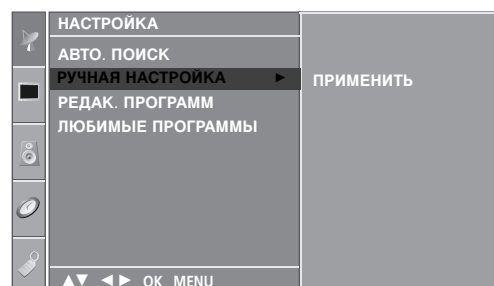 НАСТРОЙКА
АВТО. ПОИСК
РУЧНАЯ НАСТРОЙКА ►
ПРИМЕНИТЬ
РЕДАК. ПРОГРАММ
ЛЮБИМЫЕ ПРОГРАММЫ
▲▼ ◄► OK MENU